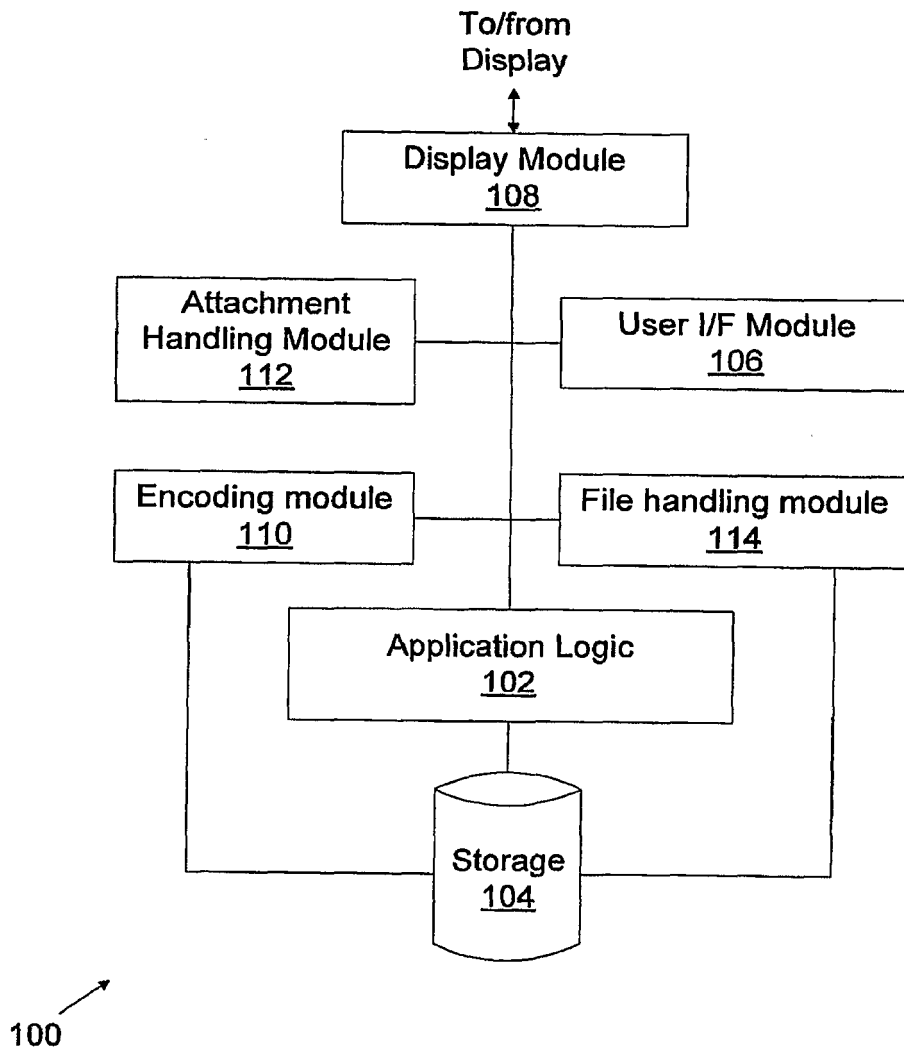 To/from
Display
Display Module
108
Attachment
Handling Module
112
User I/F Module
106
Encoding module
110
File handling module
114
Application Logic
102
Storage
104
100